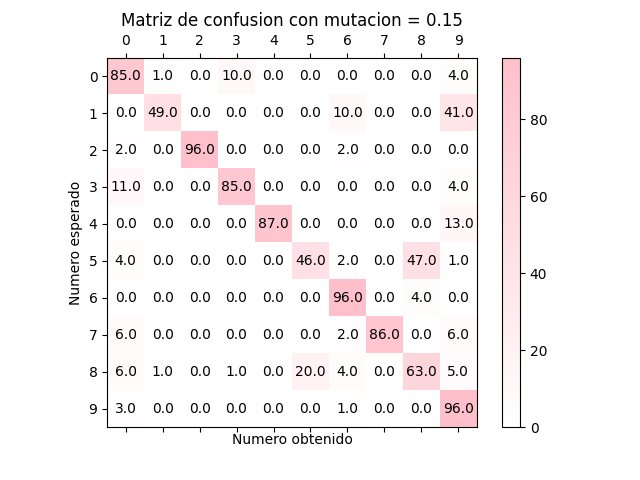 Matriz de confusion con mutacion = 0.15
0 1 2 3 4 5 6 7 8 9
0 85.0 1.0 0.0 10.0 0.0 0.0 0.0 0.0 0.0 4.0
1 0.0 49.0 0.0 0.0 0.0 0.0 10.0 0.0 0.0 41.0
2 2.0 0.0 96.0 0.0 0.0 0.0 2.0 0.0 0.0 0.0
3 11.0 0.0 0.0 85.0 0.0 0.0 0.0 0.0 0.0 4.0
4 0.0 0.0 0.0 0.0 87.0 0.0 0.0 0.0 0.0 13.0
5 4.0 0.0 0.0 0.0 0.0 46.0 2.0 0.0 47.0 1.0
6 0.0 0.0 0.0 0.0 0.0 0.0 96.0 0.0 4.0 0.0
7 6.0 0.0 0.0 0.0 0.0 0.0 2.0 86.0 0.0 6.0
8 6.0 1.0 0.0 1.0 0.0 20.0 4.0 0.0 63.0 5.0
9 3.0 0.0 0.0 0.0 0.0 0.0 1.0 0.0 0.0 96.0
Numero esperado
Numero obtenido
80
60
40
20
0